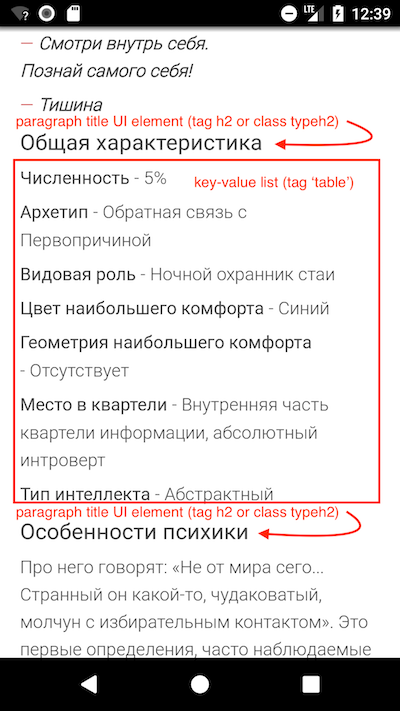 LTE 12:39
— Смотри внутрь себя.
Познай самого себя!
— Тишина
paragraph title UI element (tag h2 or class typeh2)
Общая характеристика
Численность - 5%
key-value list (tag ‘table’)
Архетип - Обратная связь с
Первопричиной
Видовая роль - Ночной охранник стаи
Цвет наибольшего комфорта - Синий
Геометрия наибольшего комфорта
- Отсутствует
Место в квартели - Внутренняя часть
квартели информации, абсолютный
интроверт
Тип интеллекта - Абстрактный
paragraph title UI element (tag h2 or class typeh2)
Особенности психики
Про него говорят: «Не от мира сего...
Странный он какой-то, чудаковатый,
молчун с избирательным контактом». Это
первые определения, часто наблюдаемые